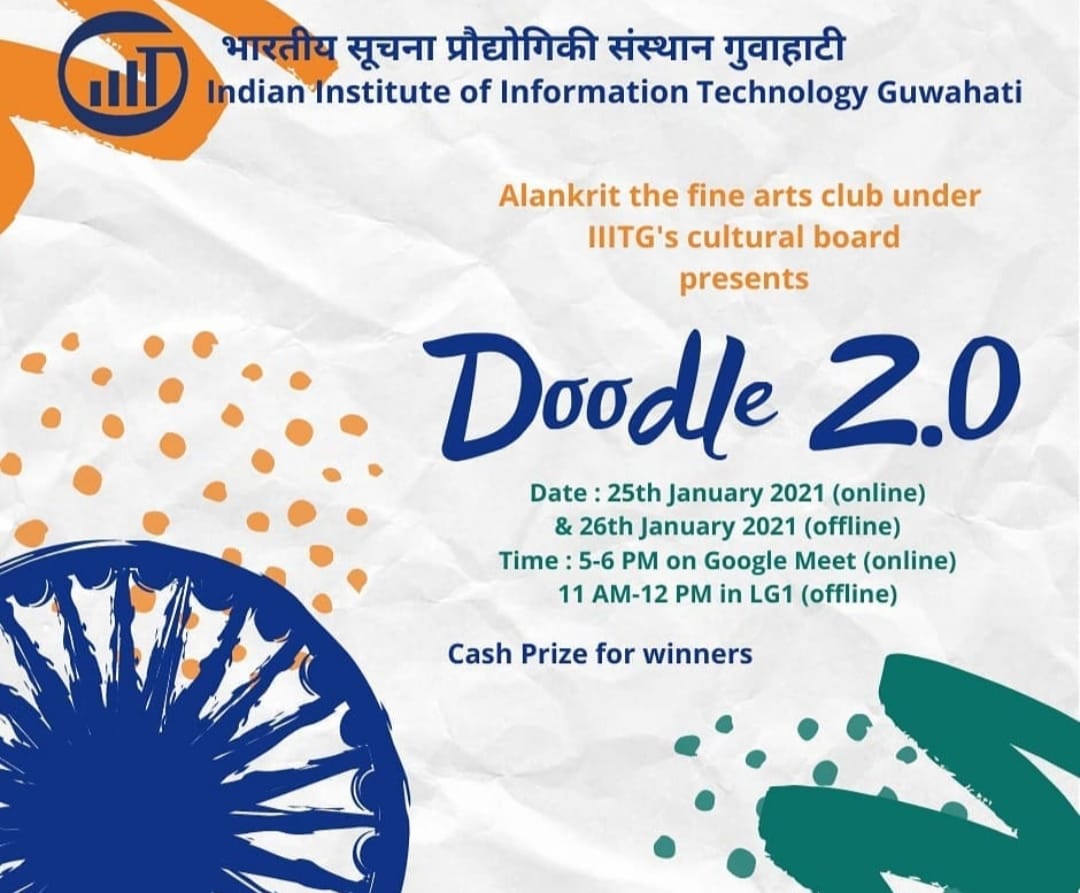 भारतीय सूचना प्रौद्योगिकी संस्थान गुवाहाटी
Indian Institute of Information Technology Guwahati
Alankrit the fine arts club under
IIITG's cultural board
presents
Doodle 2.0
Date : 25th January 2021 (online)
& 26th January 2021 (offline)
Time : 5-6 PM on Google Meet (online)
11 AM-12 PM in LG1 (offline)
Cash Prize for winners